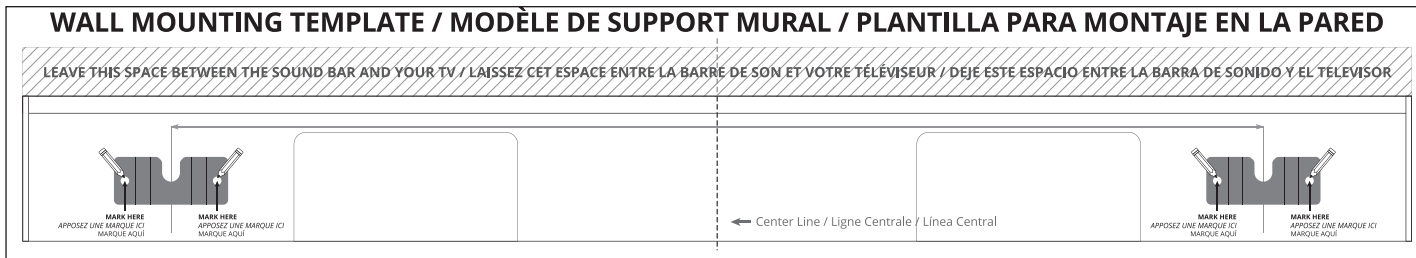 WALL MOUNTING TEMPLATE / MODÈLE DE SUPPORT MURAL / PLANTILLA PARA MONTAJE EN LA PARED
LEAVE THIS SPACE BETWEEN THE SOUND BAR AND YOUR TV / LAISSEZ CET ESPACE ENTRE LA BARRE DE SON ET VOTRE TÉLÉVISEUR / DEJE ESTE ESPACIO ENTRE LA BARRA DE SONIDO Y EL TELEVISOR
MARK HERE
APPOSEZ UNE MARQUE ICI
MARQUE AQUÍ
MARK HERE
APPOSEZ UNE MARQUE ICI
MARQUE AQUÍ
Center Line / Ligne Centrale / Línea Central
MARK HERE
APPOSEZ UNE MARQUE ICI
MARQUE AQUÍ
MARK HERE
APPOSEZ UNE MARQUE ICI
MARQUE AQUÍ